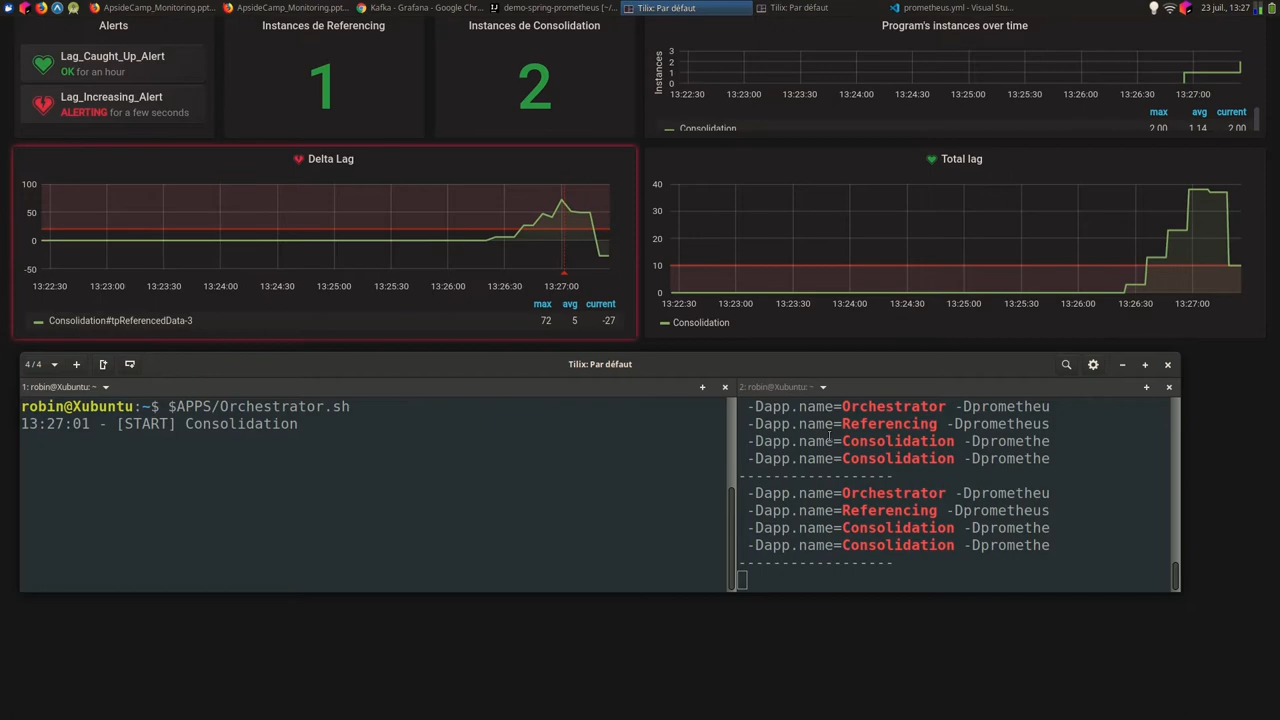 ApsideCamp_Monitoring.ppt...
ApsideCamp_Monitoring.ppt...
Kafka - Grafana - Google Chr...
demo-spring-prometheus [~/...
Tilix: Par défaut
Tilix: Par défaut
prometheus.yml - Visual Stu...
23 juil., 13:27
Alerts
Lag_Caught_Up_Alert
OK for an hour
Lag_Increasing_Alert
ALERTING for a few seconds
Instances de Referencing
1
Instances de Consolidation
2
Program's instances over time
Instances
3
2
1
0
13:22:30 13:23:00 13:23:30 13:24:00 13:24:30 13:25:00 13:25:30 13:26:00 13:26:30 13:27:00
max avg current
Consolidation 2.00 1.14 2.00
Delta Lag
100
50
0
-50
13:22:30 13:23:00 13:23:30 13:24:00 13:24:30 13:25:00 13:25:30 13:26:00 13:26:30 13:27:00
max avg current
Consolidation#tpReferencedData-3 72 5 -27
Total lag
40
30
20
10
0
13:22:30 13:23:00 13:23:30 13:24:00 13:24:30 13:25:00 13:25:30 13:26:00 13:26:30 13:27:00
Consolidation
4/4
Tilix: Par défaut
1: robin@Xubuntu: ~
robin@Xubuntu:~$ $APPS/Orchestrator.sh
13:27:01 - [START] Consolidation
2: robin@Xubuntu: ~
-Dapp.name=Orchestrator -Dprometheu
-Dapp.name=Referencing -Dprometheus
-Dapp.name=Consolidation -Dpromethe
-Dapp.name=Consolidation -Dpromethe
------------------
-Dapp.name=Orchestrator -Dprometheu
-Dapp.name=Referencing -Dprometheus
-Dapp.name=Consolidation -Dpromethe
-Dapp.name=Consolidation -Dpromethe
------------------